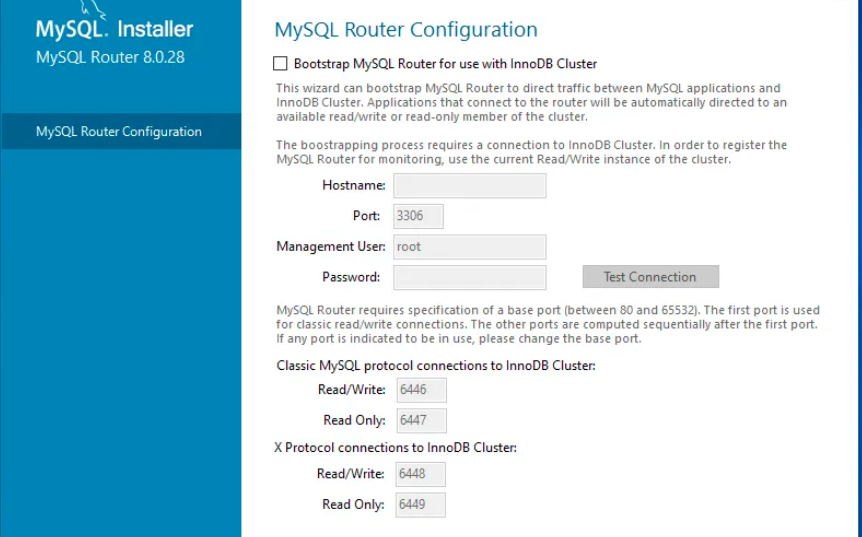 MySQL. Installer
MySQL Router 8.0.28
MySQL Router Configuration
MySQL Router Configuration
Bootstrap MySQL Router for use with InnoDB Cluster
This wizard can bootstrap MySQL Router to direct traffic between MySQL applications and
InnoDB Cluster. Applications that connect to the router will be automatically directed to an
available read/write or read-only member of the cluster.
The boostrapping process requires a connection to InnoDB Cluster. In order to register the
MySQL Router for monitoring, use the current Read/Write instance of the cluster.
Hostname:
Port: 3306
Management User: root
Password: Test Connection
MySQL Router requires specification of a base port (between 80 and 65532). The first port is used
for classic read/write connections. The other ports are computed sequentially after the first port.
If any port is indicated to be in use, please change the base port.
Classic MySQL protocol connections to InnoDB Cluster:
Read/Write: 6446
Read Only: 6447
X Protocol connections to InnoDB Cluster:
Read/Write: 6448
Read Only: 6449